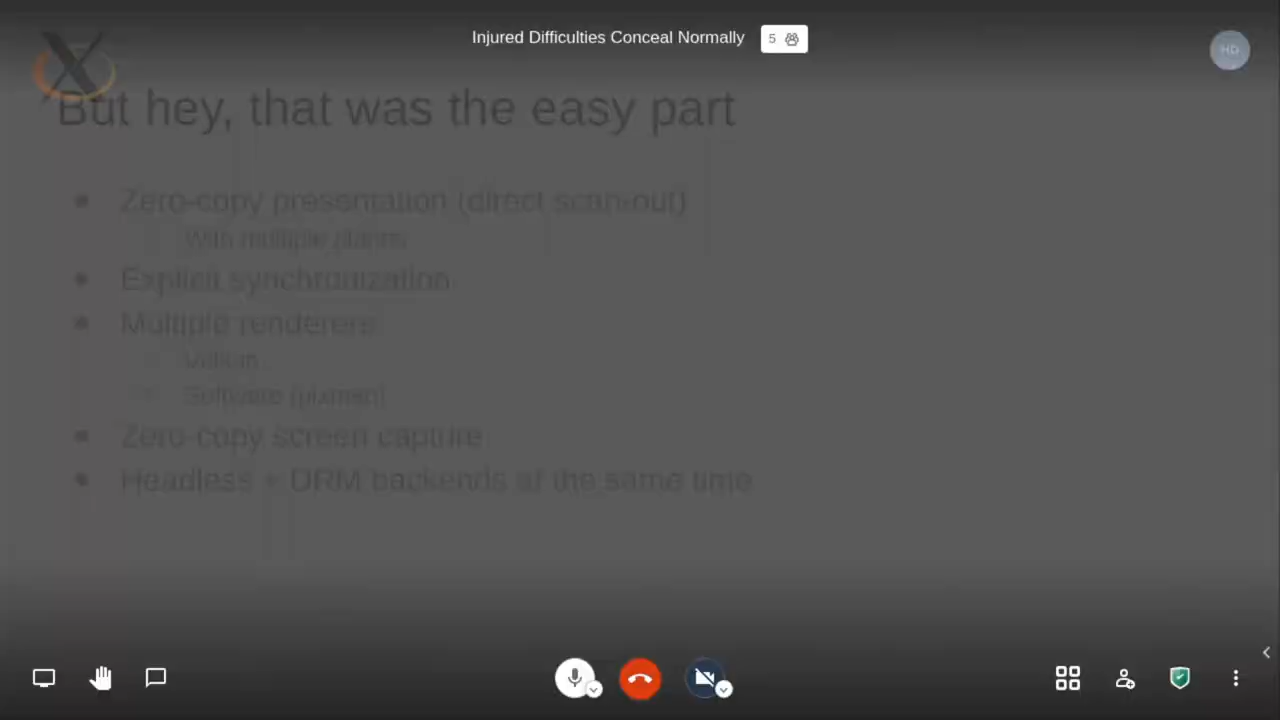 Injured Difficulties Conceal Normally
5
HD
But hey, that was the easy part
Zero-copy presentation (direct scan-out)
With multiple planes
Explicit synchronization
Multiple renderers
Vulkan
Software (pixman)
Zero-copy screen capture
Headless + DRM backends at the same time